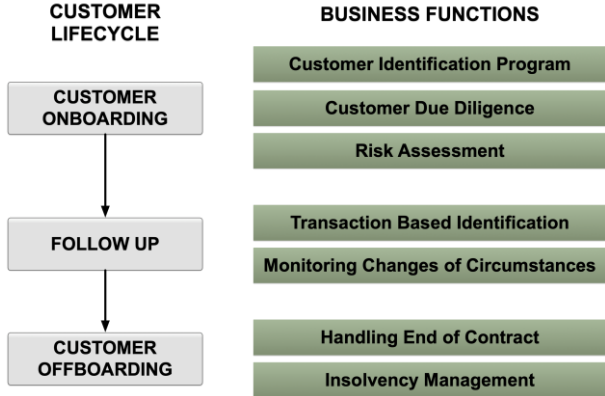 CUSTOMER
LIFECYCLE
BUSINESS FUNCTIONS
CUSTOMER
ONBOARDING
Customer Identification Program
Customer Due Diligence
Risk Assessment
FOLLOW UP
Transaction Based Identification
Monitoring Changes of Circumstances
CUSTOMER
OFFBOARDING
Handling End of Contract
Insolvency Management